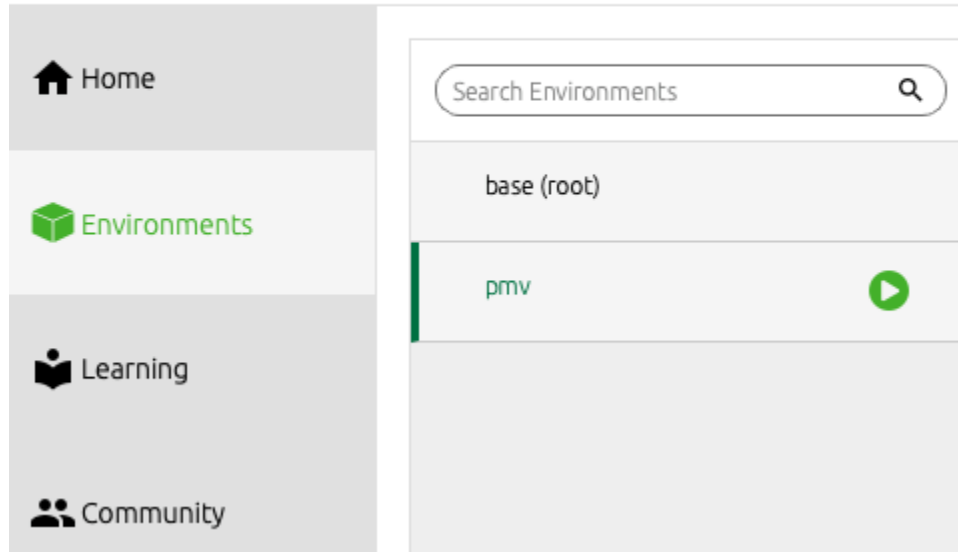 Home
Environments
Learning
Community
Search Environments
base (root)
pmv